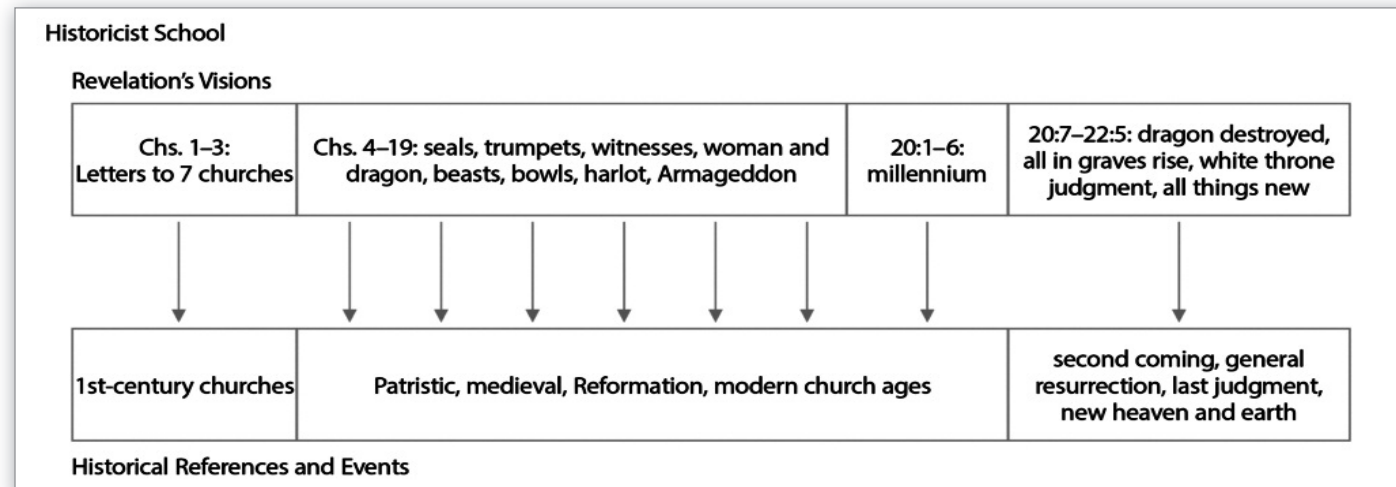 Historicist School
Revelation's Visions
Chs. 1–3:
Letters to 7 churches
Chs. 4–19: seals, trumpets, witnesses, woman and
dragon, beasts, bowls, harlot, Armageddon
20:1–6:
millennium
20:7–22:5: dragon destroyed,
all in graves rise, white throne
judgment, all things new
1st-century churches
Patristic, medieval, Reformation, modern church ages
second coming, general
resurrection, last judgment,
new heaven and earth
Historical References and Events